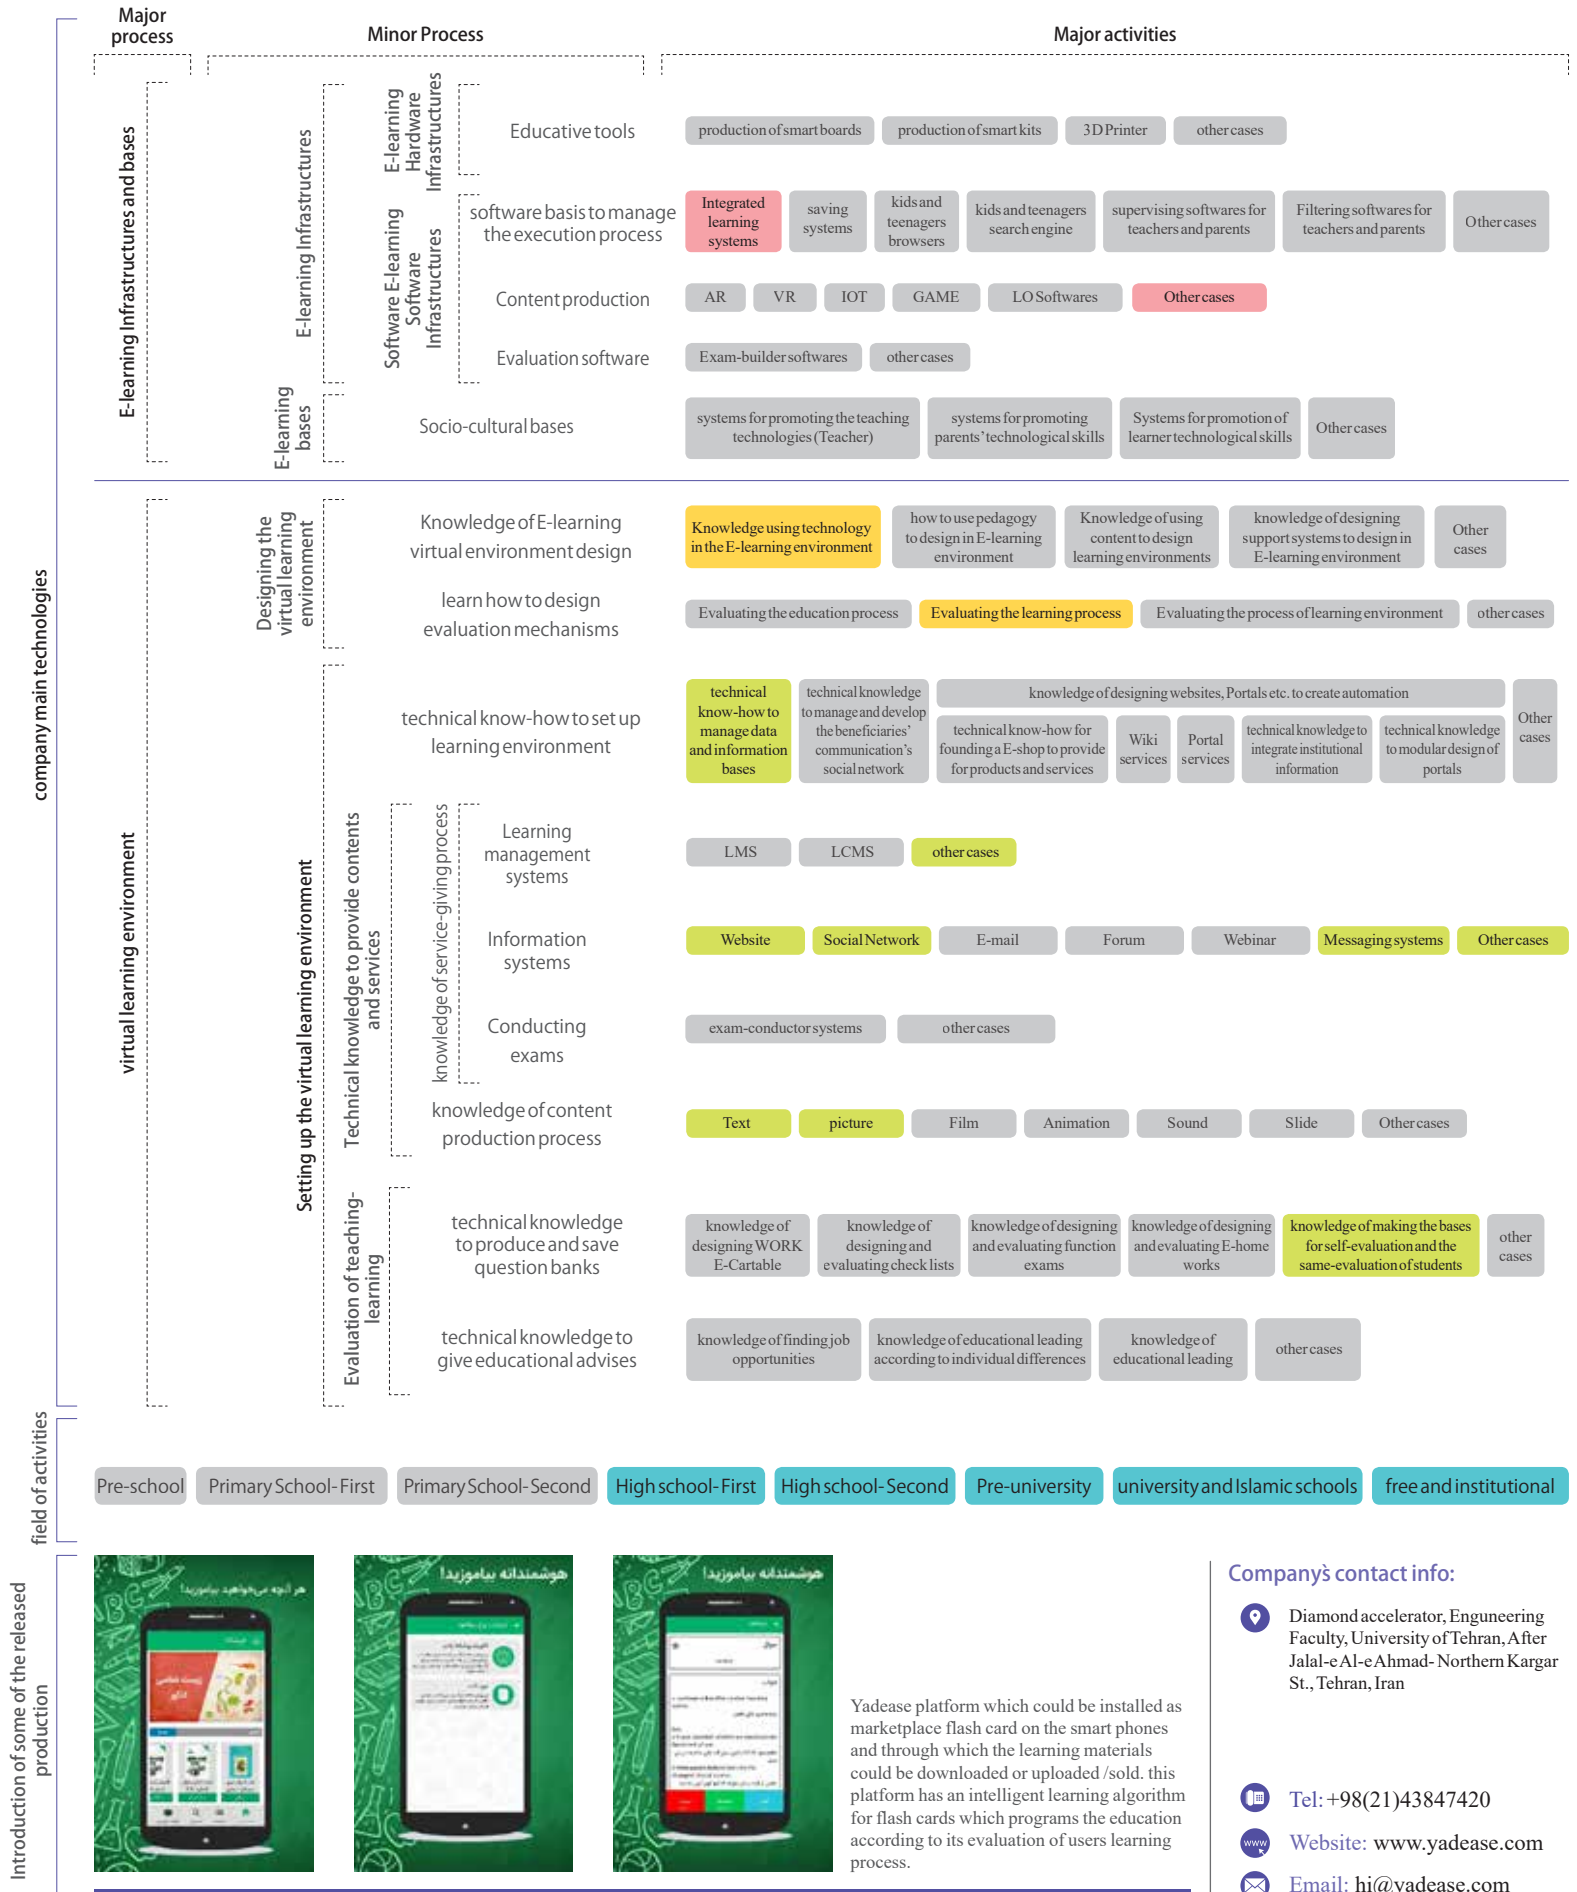 Major
process
Minor Process
Major activities
company main technologies
E-learning Infrastructures and bases
E-learning Infrastructures
E-learning
Hardware
Infrastructures
Educative tools
production of smart boards
production of smart kits
3D Printer
other cases
Software E-learning
Software
Infrastructures
software basis to manage
the execution process
Integrated
learning
systems
saving
systems
kids and
teenagers
browsers
kids and teenagers
search engine
supervising softwares for
teachers and parents
Filtering softwares for
teachers and parents
Other cases
Content production
AR
VR
IOT
GAME
LO Softwares
Other cases
Evaluation software
Exam-builder softwares
other cases
E-learning
bases
Socio-cultural bases
systems for promoting the teaching
technologies (Teacher)
systems for promoting
parents' technological skills
Systems for promotion of
learner technological skills
Other cases
virtual learning environment
Designing the
virtual learning
environment
Knowledge of E-learning
virtual environment design
Knowledge using technology
in the E-learning environment
how to use pedagogy
to design in E-learning
environment
Knowledge of using
content to design
learning environments
knowledge of designing
support systems to design in
E-learning environment
Other
cases
learn how to design
evaluation mechanisms
Evaluating the education process
Evaluating the learning process
Evaluating the process of learning environment
other cases
Setting up the virtual learning environment
technical know-how to set up
learning environment
technical
know-how to
manage data
and information
bases
technical knowledge
to manage and develop
the beneficiaries'
communication's
social network
knowledge of designing websites, Portals etc. to create automation
technical know-how for
founding a E-shop to provide
for products and services
Wiki
services
Portal
services
technical knowledge to
integrate institutional
information
technical knowledge
to modular design of
portals
Other
cases
Technical knowledge to provide contents
and services
knowledge of service-giving process
Learning
management
systems
LMS
LCMS
other cases
Information
systems
Website
Social Network
E-mail
Forum
Webinar
Messaging systems
Other cases
Conducting
exams
exam-conductor systems
other cases
knowledge of content
production process
Text
picture
Film
Animation
Sound
Slide
Other cases
Evaluation of teaching-
learning
technical knowledge
to produce and save
question banks
knowledge of
designing WORK
E-Cartable
knowledge of
designing and
evaluating check lists
knowledge of designing
and evaluating function
exams
knowledge of designing
and evaluating E-home
works
knowledge of making the bases
for self-evaluation and the
same-evaluation of students
other
cases
technical knowledge to
give educational advises
knowledge of finding job
opportunities
knowledge of educational leading
according to individual differences
knowledge of
educational leading
other cases
field of activities
Pre-school
Primary School- First
Primary School- Second
High school- First
High school- Second
Pre-university
university and Islamic schools
free and institutional
Introduction of some of the released
production
هر آنچه می‌خواهید بیاموزید!
هوشمندانه بیاموزید!
هوشمندانه بیاموزید!
Yadease platform which could be installed as
marketplace flash card on the smart phones
and through which the learning materials
could be downloaded or uploaded /sold. this
platform has an intelligent learning algorithm
for flash cards which programs the education
according to its evaluation of users learning
process.
Company's contact info:
Diamond accelerator, Enguneering
Faculty, University of Tehran, After
Jalal-e Al-e Ahmad- Northern Kargar
St., Tehran, Iran
Tel: +98(21)43847420
www
Website: www.yadease.com
Email: hi@yadease.com